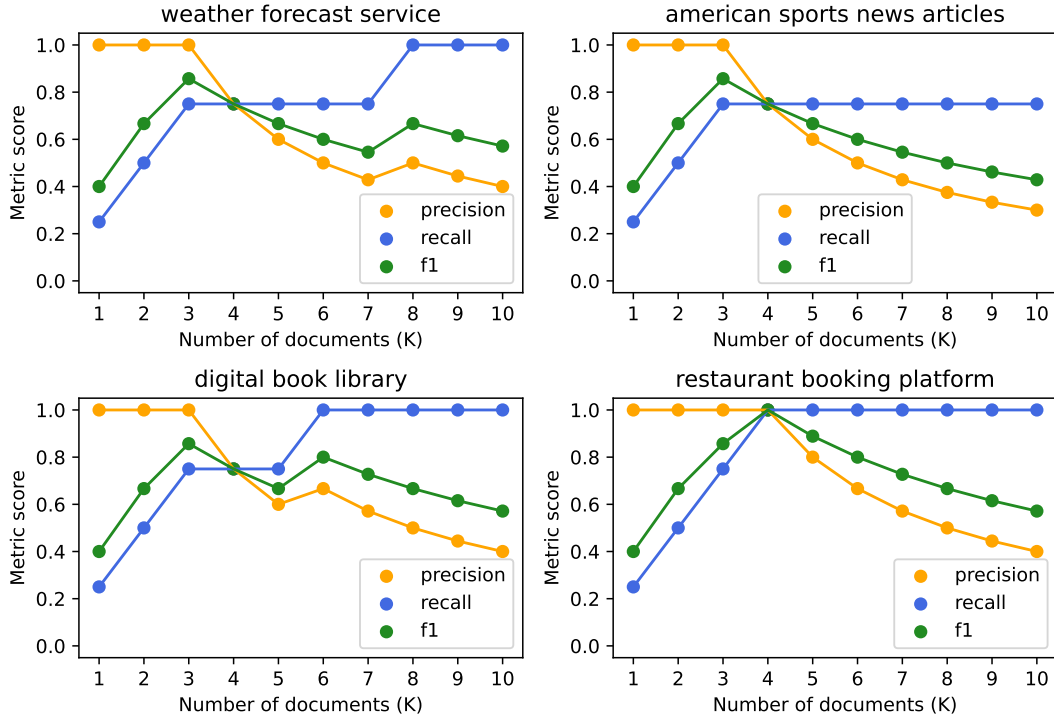 weather forecast service
Metric score
1.0
0.8
0.6
0.4
0.2
0.0
precision
recall
f1
1 2 3 4 5 6 7 8 9 10
Number of documents (K)
american sports news articles
Metric score
1.0
0.8
0.6
0.4
0.2
0.0
precision
recall
f1
1 2 3 4 5 6 7 8 9 10
Number of documents (K)
digital book library
Metric score
1.0
0.8
0.6
0.4
0.2
0.0
precision
recall
f1
1 2 3 4 5 6 7 8 9 10
Number of documents (K)
restaurant booking platform
Metric score
1.0
0.8
0.6
0.4
0.2
0.0
precision
recall
f1
1 2 3 4 5 6 7 8 9 10
Number of documents (K)